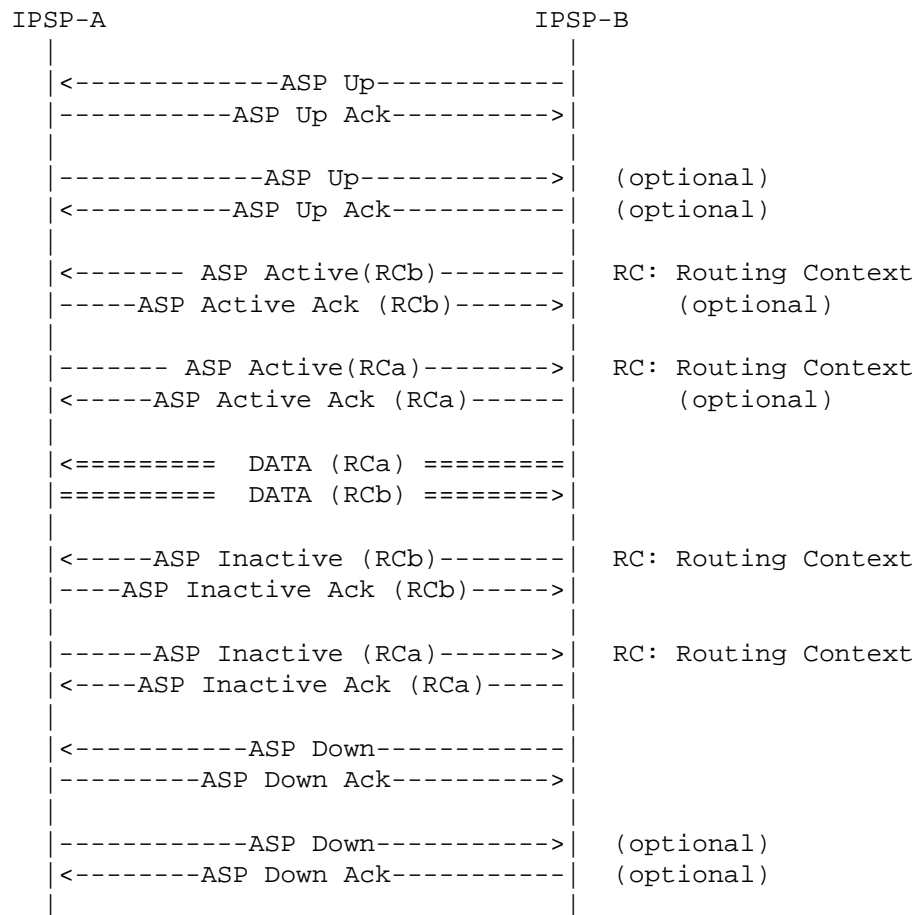 IPSP-A                              IPSP-B
  |                                 |
  |<-------------ASP Up------------|
  |-----------ASP Up Ack---------->|
  |                                 |
  |-------------ASP Up------------>|  (optional)
  |<----------ASP Up Ack-----------|  (optional)
  |                                 |
  |<------- ASP Active(RCb)--------|  RC: Routing Context
  |-----ASP Active Ack (RCb)------>|      (optional)
  |                                 |
  |------- ASP Active(RCa)-------->|  RC: Routing Context
  |<-----ASP Active Ack (RCa)------|      (optional)
  |                                 |
  |<=========  DATA (RCa) =========|
  |==========  DATA (RCb) ========>|
  |                                 |
  |<-----ASP Inactive (RCb)--------|  RC: Routing Context
  |----ASP Inactive Ack (RCb)----->|
  |                                 |
  |------ASP Inactive (RCa)------->|  RC: Routing Context
  |<----ASP Inactive Ack (RCa)-----|
  |                                 |
  |<-----------ASP Down------------|
  |---------ASP Down Ack---------->|
  |                                 |
  |------------ASP Down----------->|  (optional)
  |<--------ASP Down Ack-----------|  (optional)
  |                                 |